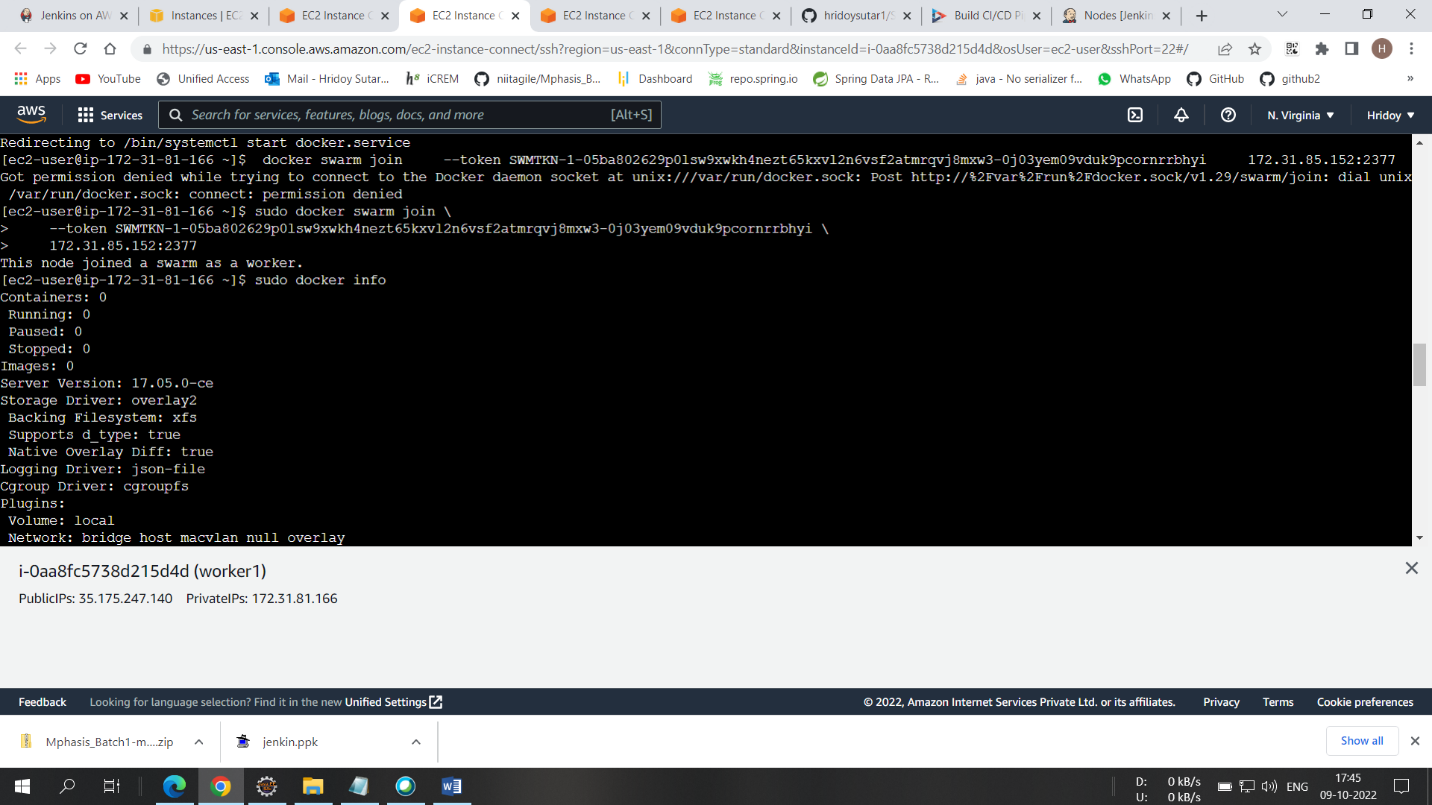 Jenkins on AW
Instances | EC
EC2 Instance C
EC2 Instance C
EC2 Instance C
EC2 Instance C
hridoysutar1/S
Build CI/CD Pi
Nodes [Jenkin
https://us-east-1.console.aws.amazon.com/ec2-instance-connect/ssh?region=us-east-1&connType=standard&instanceId=i-0aa8fc5738d215d4d&osUser=ec2-user&sshPort=22#/
H
Apps
YouTube
Unified Access
Mail - Hridoy Sutar...
iCREM
niitagile/Mphasis_B...
Dashboard
repo.spring.io
Spring Data JPA - R...
java - No serializer f...
WhatsApp
GitHub
github2
»
aws
Services
Search for services, features, blogs, docs, and more
[Alt+S]
N. Virginia ▼
Hridoy ▼
Redirecting to /bin/systemctl start docker.service
[ec2-user@ip-172-31-81-166 ~]$  docker swarm join     --token SWMTKN-1-05ba802629p0lsw9xwkh4nezt65kxvl2n6vsf2atmrqvj8mxw3-0j03yem09vduk9pcornrrbhyi     172.31.85.152:2377
Got permission denied while trying to connect to the Docker daemon socket at unix:///var/run/docker.sock: Post http://%2Fvar%2Frun%2Fdocker.sock/v1.29/swarm/join: dial unix
/var/run/docker.sock: connect: permission denied
[ec2-user@ip-172-31-81-166 ~]$ sudo docker swarm join \
>     --token SWMTKN-1-05ba802629p0lsw9xwkh4nezt65kxvl2n6vsf2atmrqvj8mxw3-0j03yem09vduk9pcornrrbhyi \
>     172.31.85.152:2377
This node joined a swarm as a worker.
[ec2-user@ip-172-31-81-166 ~]$ sudo docker info
Containers: 0
Running: 0
Paused: 0
Stopped: 0
Images: 0
Server Version: 17.05.0-ce
Storage Driver: overlay2
Backing Filesystem: xfs
Supports d_type: true
Native Overlay Diff: true
Logging Driver: json-file
Cgroup Driver: cgroupfs
Plugins:
Volume: local
Network: bridge host macvlan null overlay
i-0aa8fc5738d215d4d (worker1)
PublicIPs: 35.175.247.140    PrivateIPs: 172.31.81.166
Feedback
Looking for language selection? Find it in the new Unified Settings
© 2022, Amazon Internet Services Private Ltd. or its affiliates.
Privacy
Terms
Cookie preferences
Mphasis_Batch1-m....zip
jenkin.ppk
Show all
D: 0 kB/s
U: 0 kB/s
ENG
17:45
09-10-2022